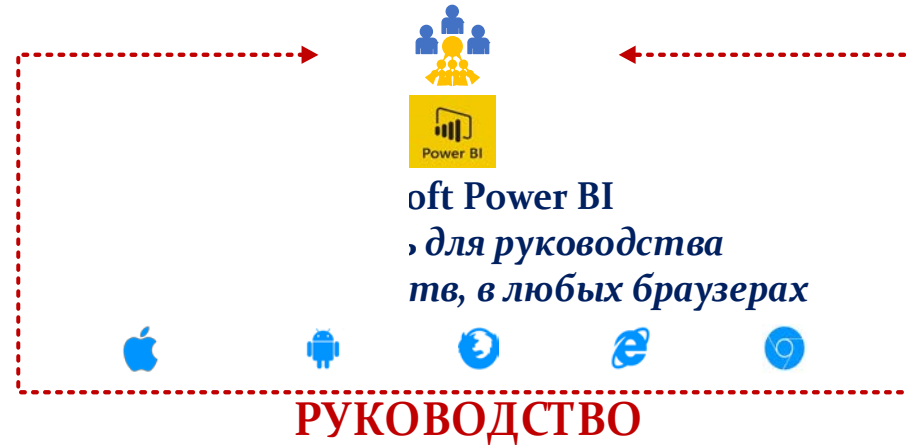 Power BI
oft Power BI
ь для руководства
тв, в любых браузерах
РУКОВОДСТВО